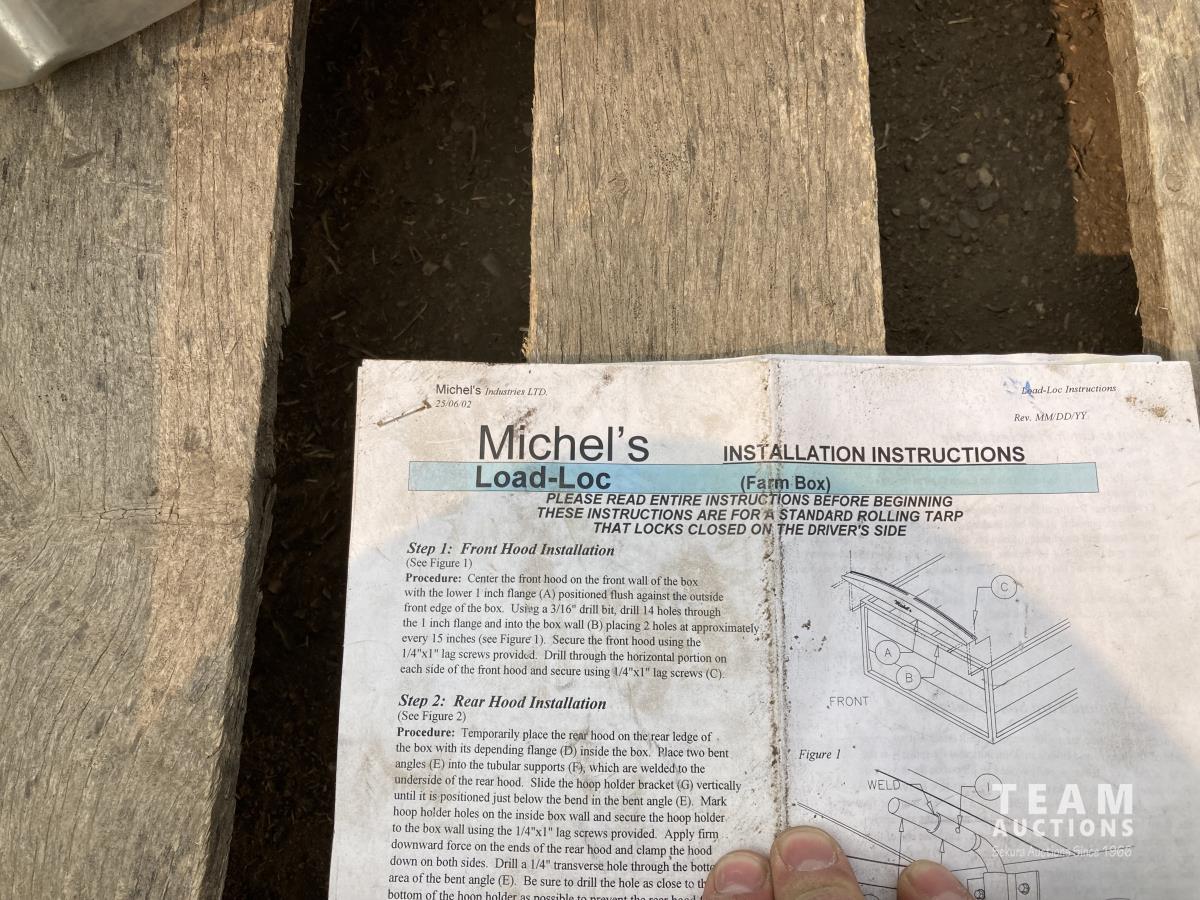 Michel's Industries LTD.
25/06/02
Load-Loc Instructions
Rev. MM/DD/YY
Michel's INSTALLATION INSTRUCTIONS
Load-Loc (Farm Box)
PLEASE READ ENTIRE INSTRUCTIONS BEFORE BEGINNING
THESE INSTRUCTIONS ARE FOR A STANDARD ROLLING TARP
THAT LOCKS CLOSED ON THE DRIVER'S SIDE
Step 1: Front Hood Installation
(See Figure 1)
Procedure: Center the front hood on the front wall of the box
with the lower 1 inch flange (A) positioned flush against the outside
front edge of the box. Using a 3/16" drill bit, drill 14 holes through
the 1 inch flange and into the box wall (B) placing 2 holes at approximately
every 15 inches (see Figure 1). Secure the front hood using the
1/4"x1" lag screws provided. Drill through the horizontal portion on
each side of the front hood and secure using 1/4"x1" lag screws (C).
Step 2: Rear Hood Installation
(See Figure 2)
Procedure: Temporarily place the rear hood on the rear ledge of
the box with its depending flange (D) inside the box. Place two bent
angles (E) into the tubular supports (F), which are welded to the
underside of the rear hood. Slide the hoop holder bracket (G) vertically
until it is positioned just below the bend in the bent angle (E). Mark
hoop holder holes on the inside box wall and secure the hoop holder
to the box wall using the 1/4"x1" lag screws provided. Apply firm
downward force on the ends of the rear hood and clamp the hood
down on both sides. Drill a 1/4" transverse hole through the
area of the bent angle (E). Be sure to drill the hole as close to
bottom of the hoop holder as possible to prevent the rear hood
Michel's
C
A
B
FRONT
Figure 1
WELD
I
TEAM
AUCTIONS
Sekura Auctions Since 1966